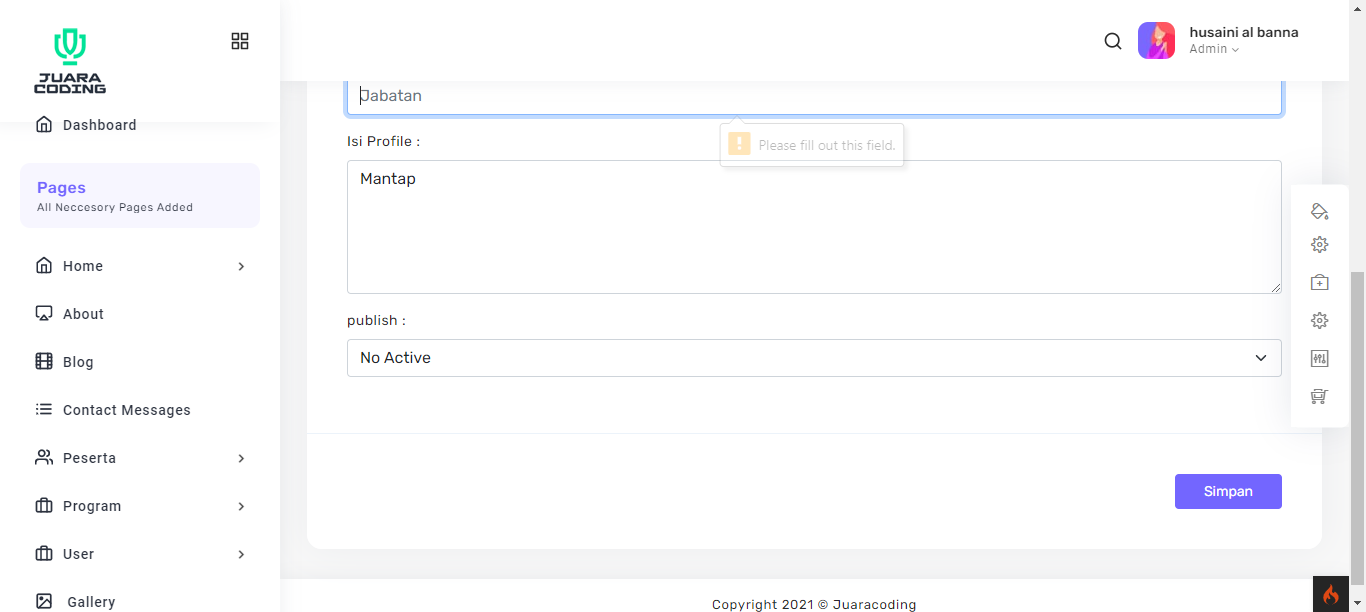 JUARA
CODING
husaini al banna
Admin
Dashboard
Pages
All Neccesory Pages Added
Home
About
Blog
Contact Messages
Peserta
Program
User
Gallery
Jabatan
Please fill out this field.
Isi Profile :
Mantap
publish :
No Active
Simpan
Copyright 2021 © Juaracoding